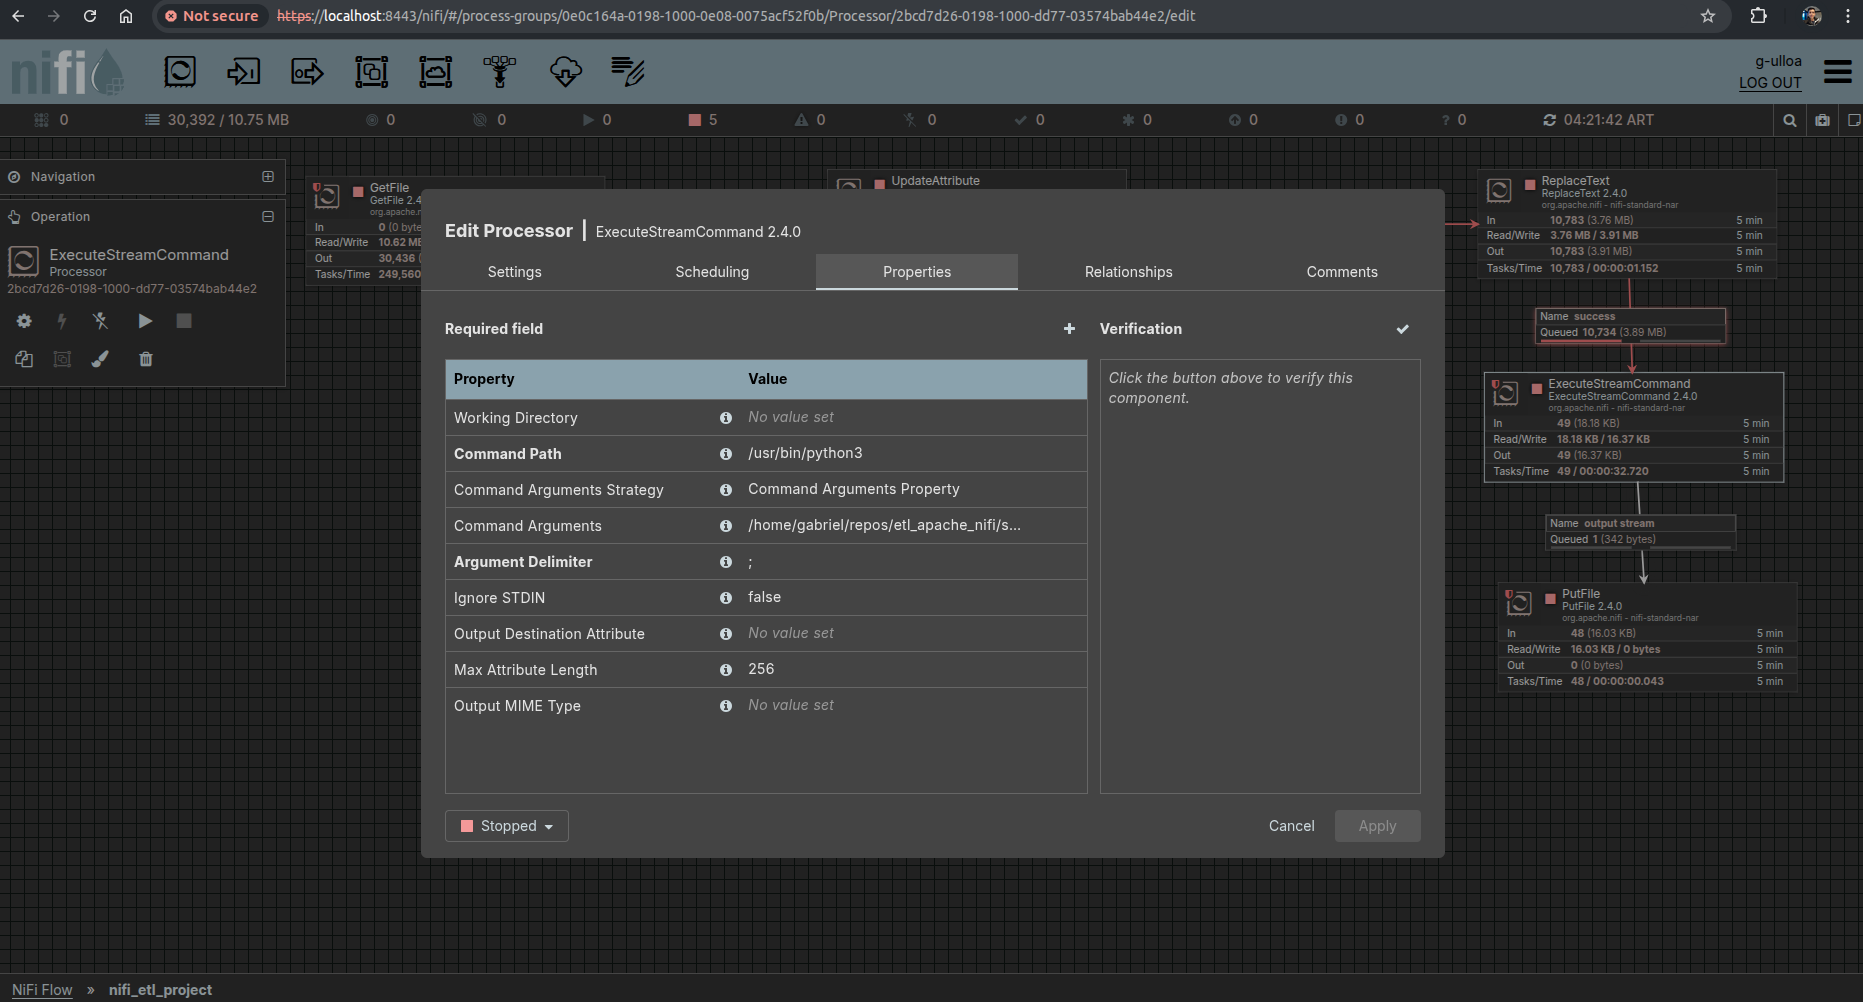 Not secure https://localhost:8443/nifi/#/process-groups/0e0c164a-0198-1000-0e08-0075acf52f0b/Processor/2bcd7d26-0198-1000-dd77-03574bab44e2/edit
nifi
g-ulloa
LOG OUT
0 30,392 / 10.75 MB 0 0 0 5 0 0 0 0 0 0 ? 0 04:21:42 ART
Navigation
Operation
ExecuteStreamCommand
Processor
2bcd7d26-0198-1000-dd77-03574bab44e2
GetFile
GetFile 2.4
org.apache.n
In 0 (0 byte
Read/Write 10.62 MB
Out 30,436 (
Tasks/Time 249,560
UpdateAttribute
ReplaceText
ReplaceText 2.4.0
org.apache.nifi - nifi-standard-nar
In 10,783 (3.76 MB) 5 min
Read/Write 3.76 MB / 3.91 MB 5 min
Out 10,783 (3.91 MB) 5 min
Tasks/Time 10,783 / 00:00:01.152 5 min
Name success
Queued 10,734 (3.89 MB)
ExecuteStreamCommand
ExecuteStreamCommand 2.4.0
org.apache.nifi - nifi-standard-nar
In 49 (18.18 KB) 5 min
Read/Write 18.18 KB / 16.37 KB 5 min
Out 49 (16.37 KB) 5 min
Tasks/Time 49 / 00:00:32.720 5 min
Name output stream
Queued 1 (342 bytes)
PutFile
PutFile 2.4.0
org.apache.nifi - nifi-standard-nar
In 48 (16.03 KB) 5 min
Read/Write 16.03 KB / 0 bytes 5 min
Out 0 (0 bytes) 5 min
Tasks/Time 48 / 00:00:00.043 5 min
Edit Processor | ExecuteStreamCommand 2.4.0
Settings Scheduling Properties Relationships Comments
Required field
Verification
Property Value
Working Directory No value set
Command Path /usr/bin/python3
Command Arguments Strategy Command Arguments Property
Command Arguments /home/gabriel/repos/etl_apache_nifi/s...
Argument Delimiter ;
Ignore STDIN false
Output Destination Attribute No value set
Max Attribute Length 256
Output MIME Type No value set
Click the button above to verify this
component.
Stopped
Cancel Apply
NiFi Flow » nifi_etl_project